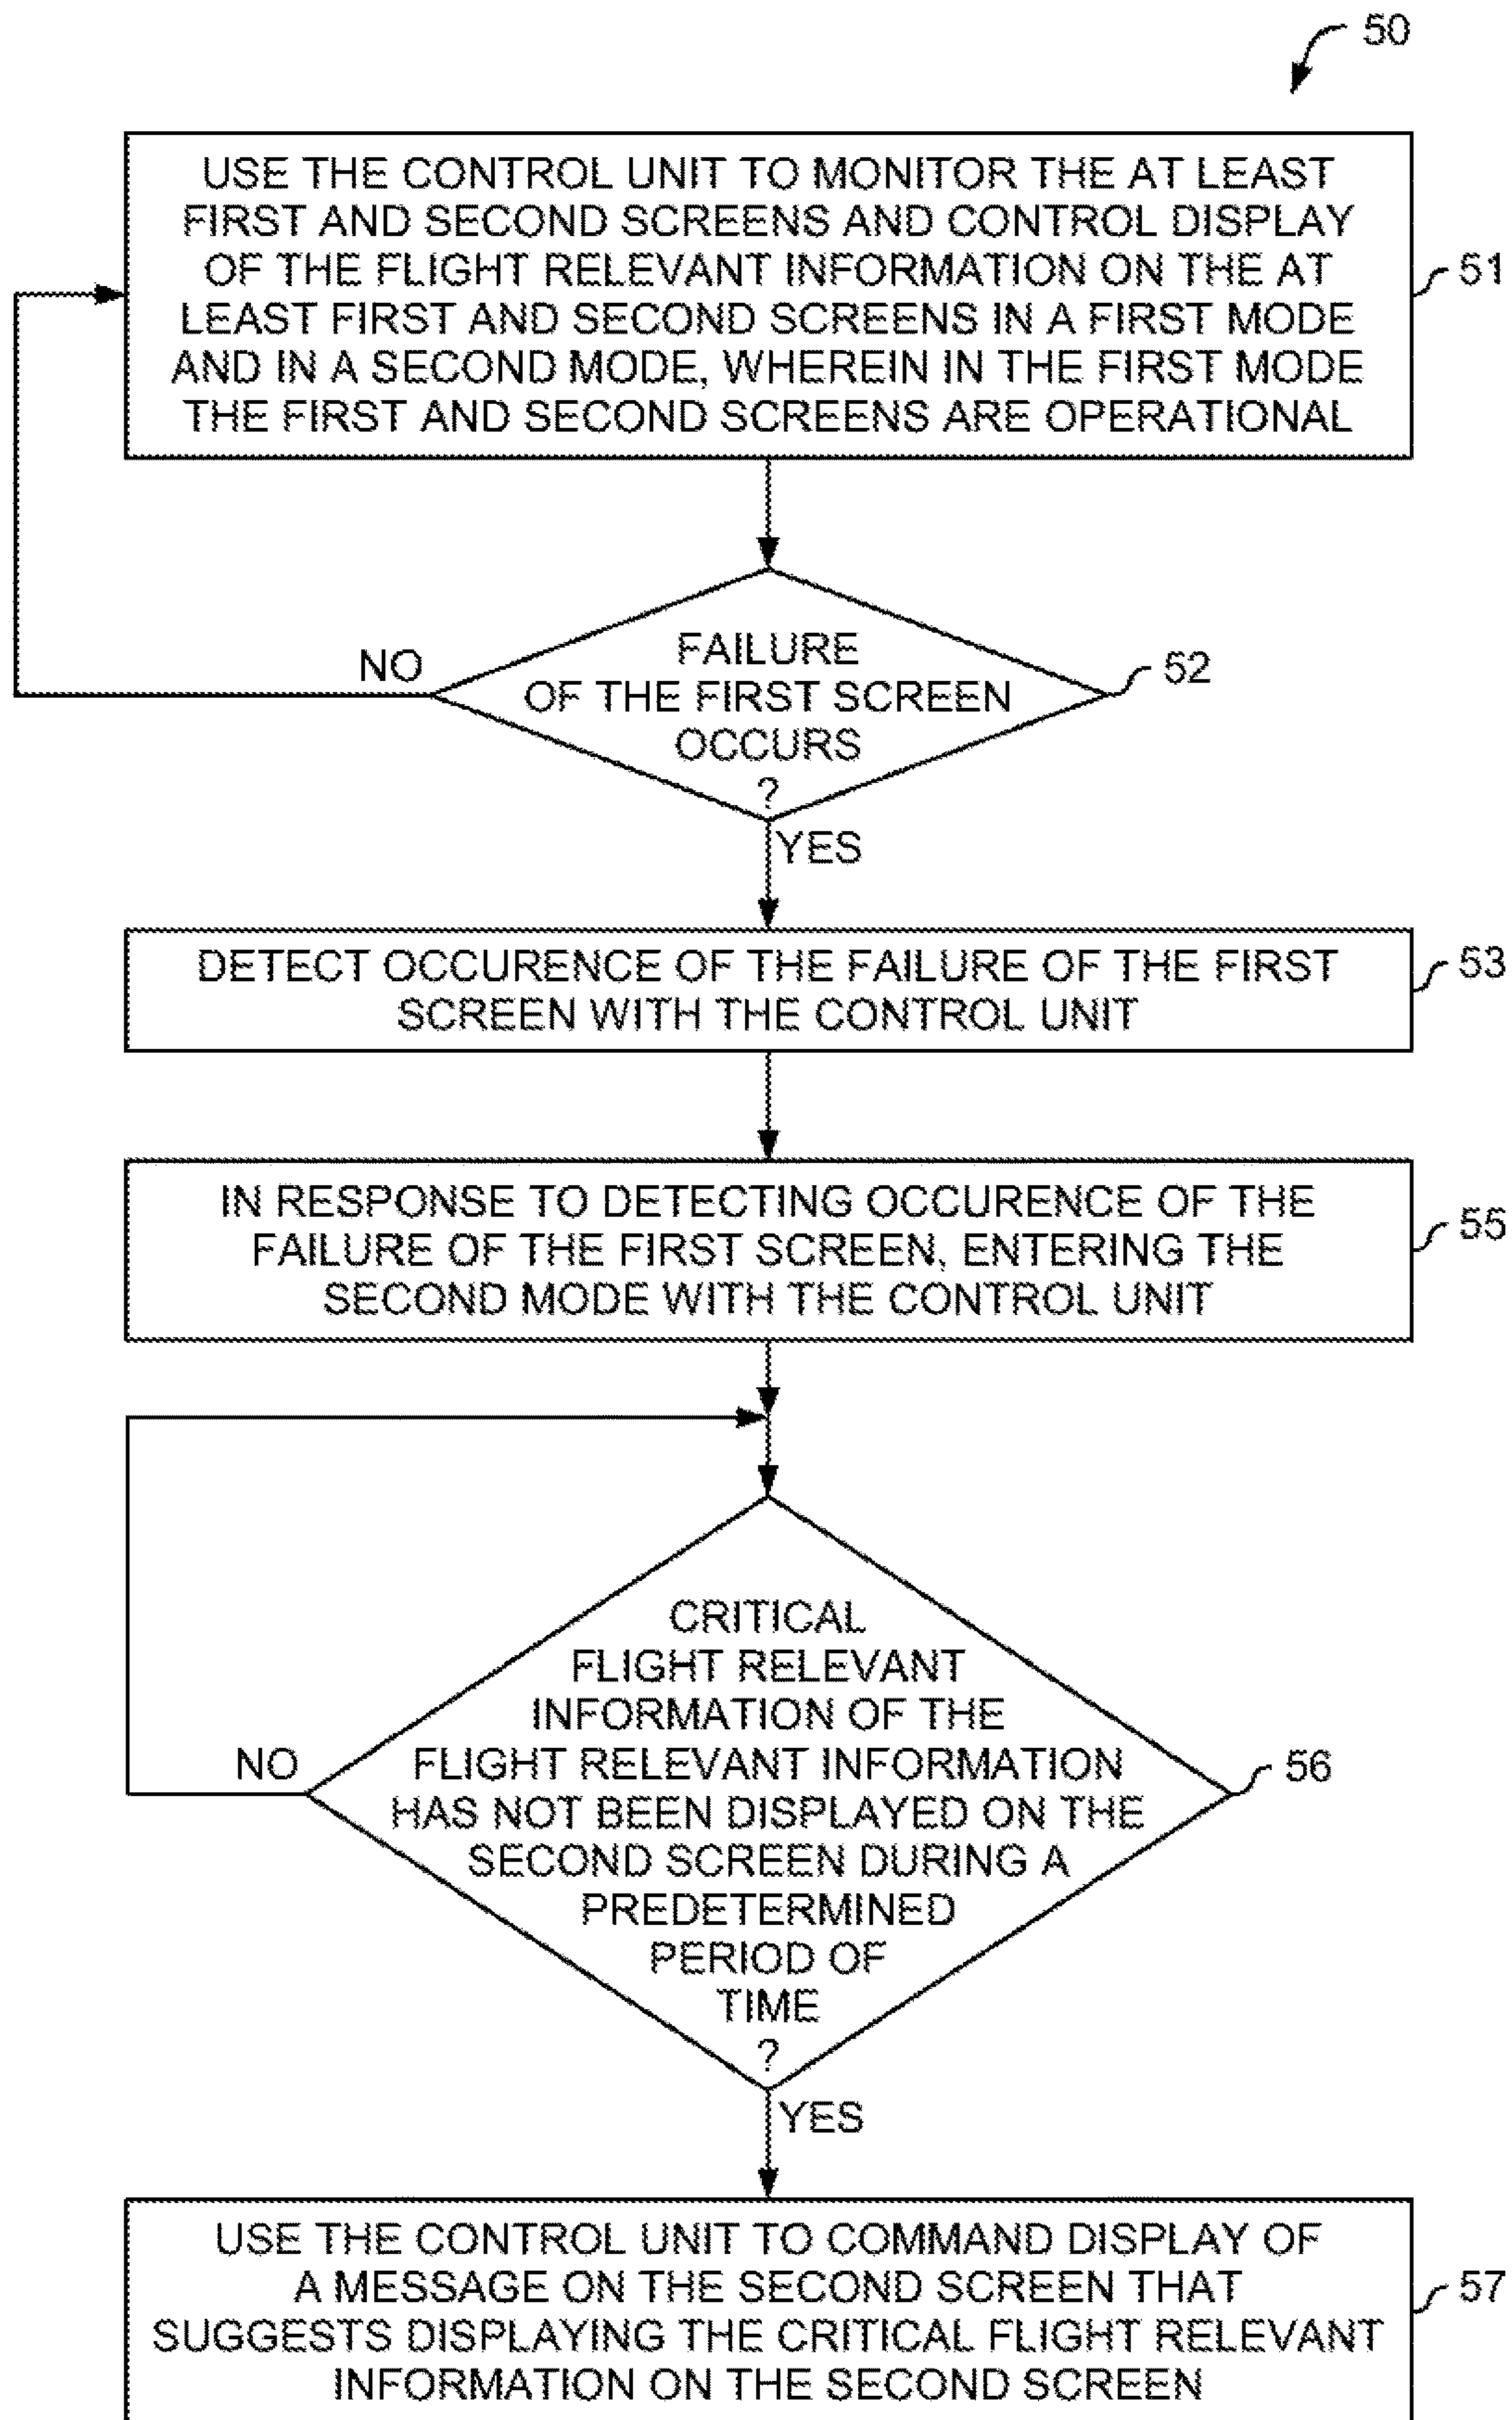 50
USE THE CONTROL UNIT TO MONITOR THE AT LEAST
FIRST AND SECOND SCREENS AND CONTROL DISPLAY
OF THE FLIGHT RELEVANT INFORMATION ON THE AT
LEAST FIRST AND SECOND SCREENS IN A FIRST MODE
AND IN A SECOND MODE, WHEREIN IN THE FIRST MODE
THE FIRST AND SECOND SCREENS ARE OPERATIONAL
51
FAILURE
OF THE FIRST SCREEN
OCCURS
?
NO
52
YES
DETECT OCCURENCE OF THE FAILURE OF THE FIRST
SCREEN WITH THE CONTROL UNIT
53
IN RESPONSE TO DETECTING OCCURENCE OF THE
FAILURE OF THE FIRST SCREEN, ENTERING THE
SECOND MODE WITH THE CONTROL UNIT
55
CRITICAL
FLIGHT RELEVANT
INFORMATION OF THE
FLIGHT RELEVANT INFORMATION
HAS NOT BEEN DISPLAYED ON THE
SECOND SCREEN DURING A
PREDETERMINED
PERIOD OF
TIME
?
NO
56
YES
USE THE CONTROL UNIT TO COMMAND DISPLAY OF
A MESSAGE ON THE SECOND SCREEN THAT
SUGGESTS DISPLAYING THE CRITICAL FLIGHT RELEVANT
INFORMATION ON THE SECOND SCREEN
57